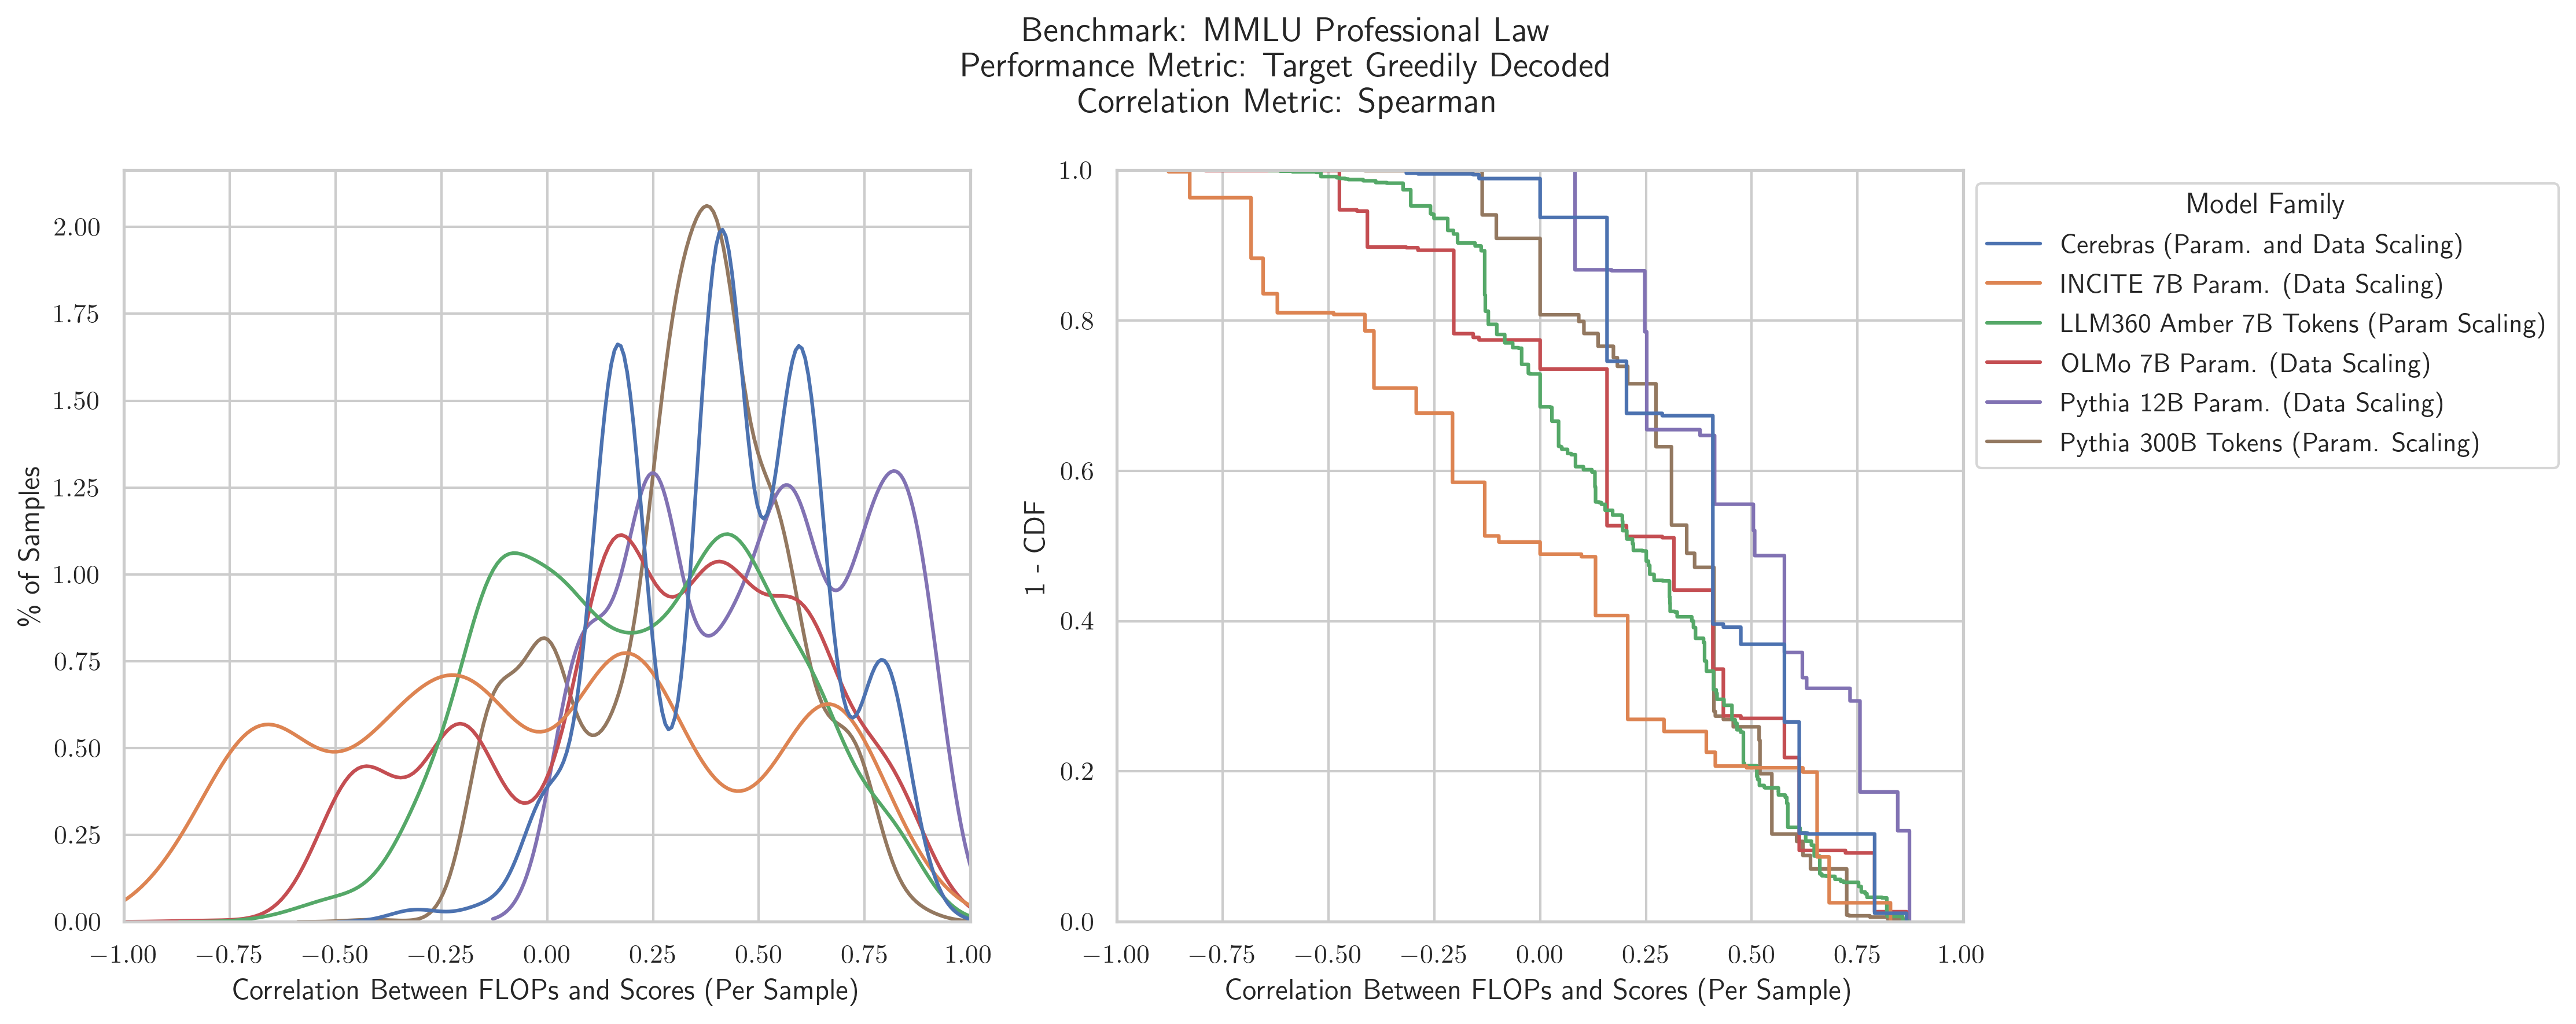 Benchmark: MMLU Professional Law
Performance Metric: Target Greedily Decoded
Correlation Metric: Spearman
% of Samples
2.00
1.75
1.50
1.25
1.00
0.75
0.50
0.25
0.00
−1.00 −0.75 −0.50 −0.25 0.00 0.25 0.50 0.75 1.00
Correlation Between FLOPs and Scores (Per Sample)
1 - CDF
1.0
0.8
0.6
0.4
0.2
0.0
−1.00 −0.75 −0.50 −0.25 0.00 0.25 0.50 0.75 1.00
Correlation Between FLOPs and Scores (Per Sample)
Model Family
Cerebras (Param. and Data Scaling)
INCITE 7B Param. (Data Scaling)
LLM360 Amber 7B Tokens (Param Scaling)
OLMo 7B Param. (Data Scaling)
Pythia 12B Param. (Data Scaling)
Pythia 300B Tokens (Param. Scaling)